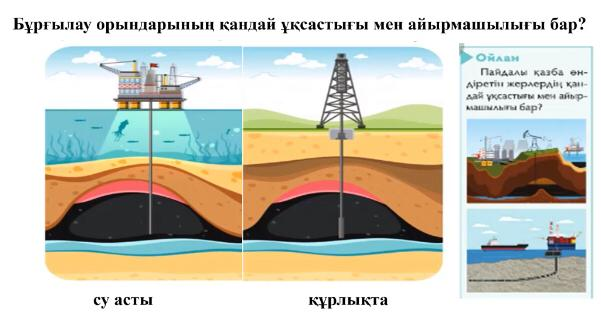 Бұрғылау орындарының қандай ұқсастығы мен айырмашылығы бар?
Ойлан
Пайдалы қазба өн-
діретін жерлердің қан-
дай ұқсастығы мен айыр-
машылығы бар?
су асты
құрлықта